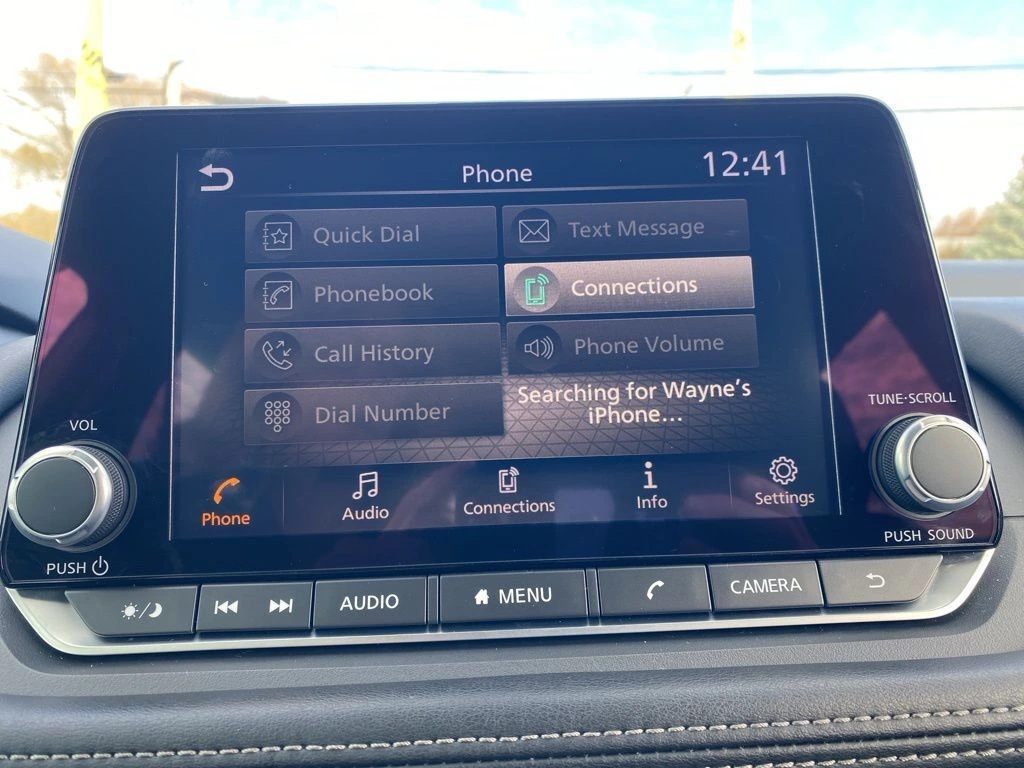 Phone
12:41
Quick Dial
Text Message
Phonebook
Connections
Call History
Phone Volume
Dial Number
Searching for Wayne's
iPhone...
VOL
TUNE·SCROLL
Phone
Audio
Connections
Info
Settings
PUSH
PUSH SOUND
AUDIO
MENU
CAMERA